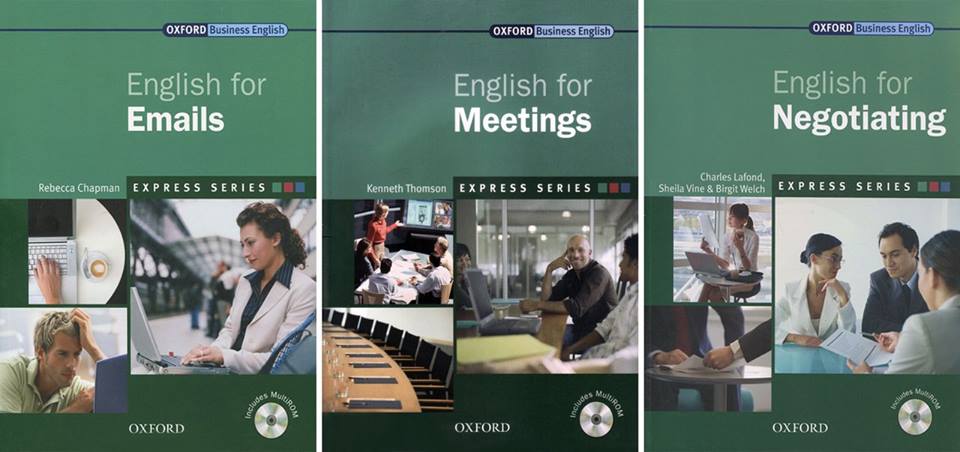 OXFORD Business English
English for
Emails
Rebecca Chapman
EXPRESS SERIES
Includes MultiROM
OXFORD
OXFORD Business English
English for
Meetings
Kenneth Thomson
EXPRESS SERIES
Includes MultiROM
OXFORD
OXFORD Business English
English for
Negotiating
Charles Lafond,
Sheila Vine & Birgit Welch
EXPRESS SERIES
Includes MultiROM
OXFORD